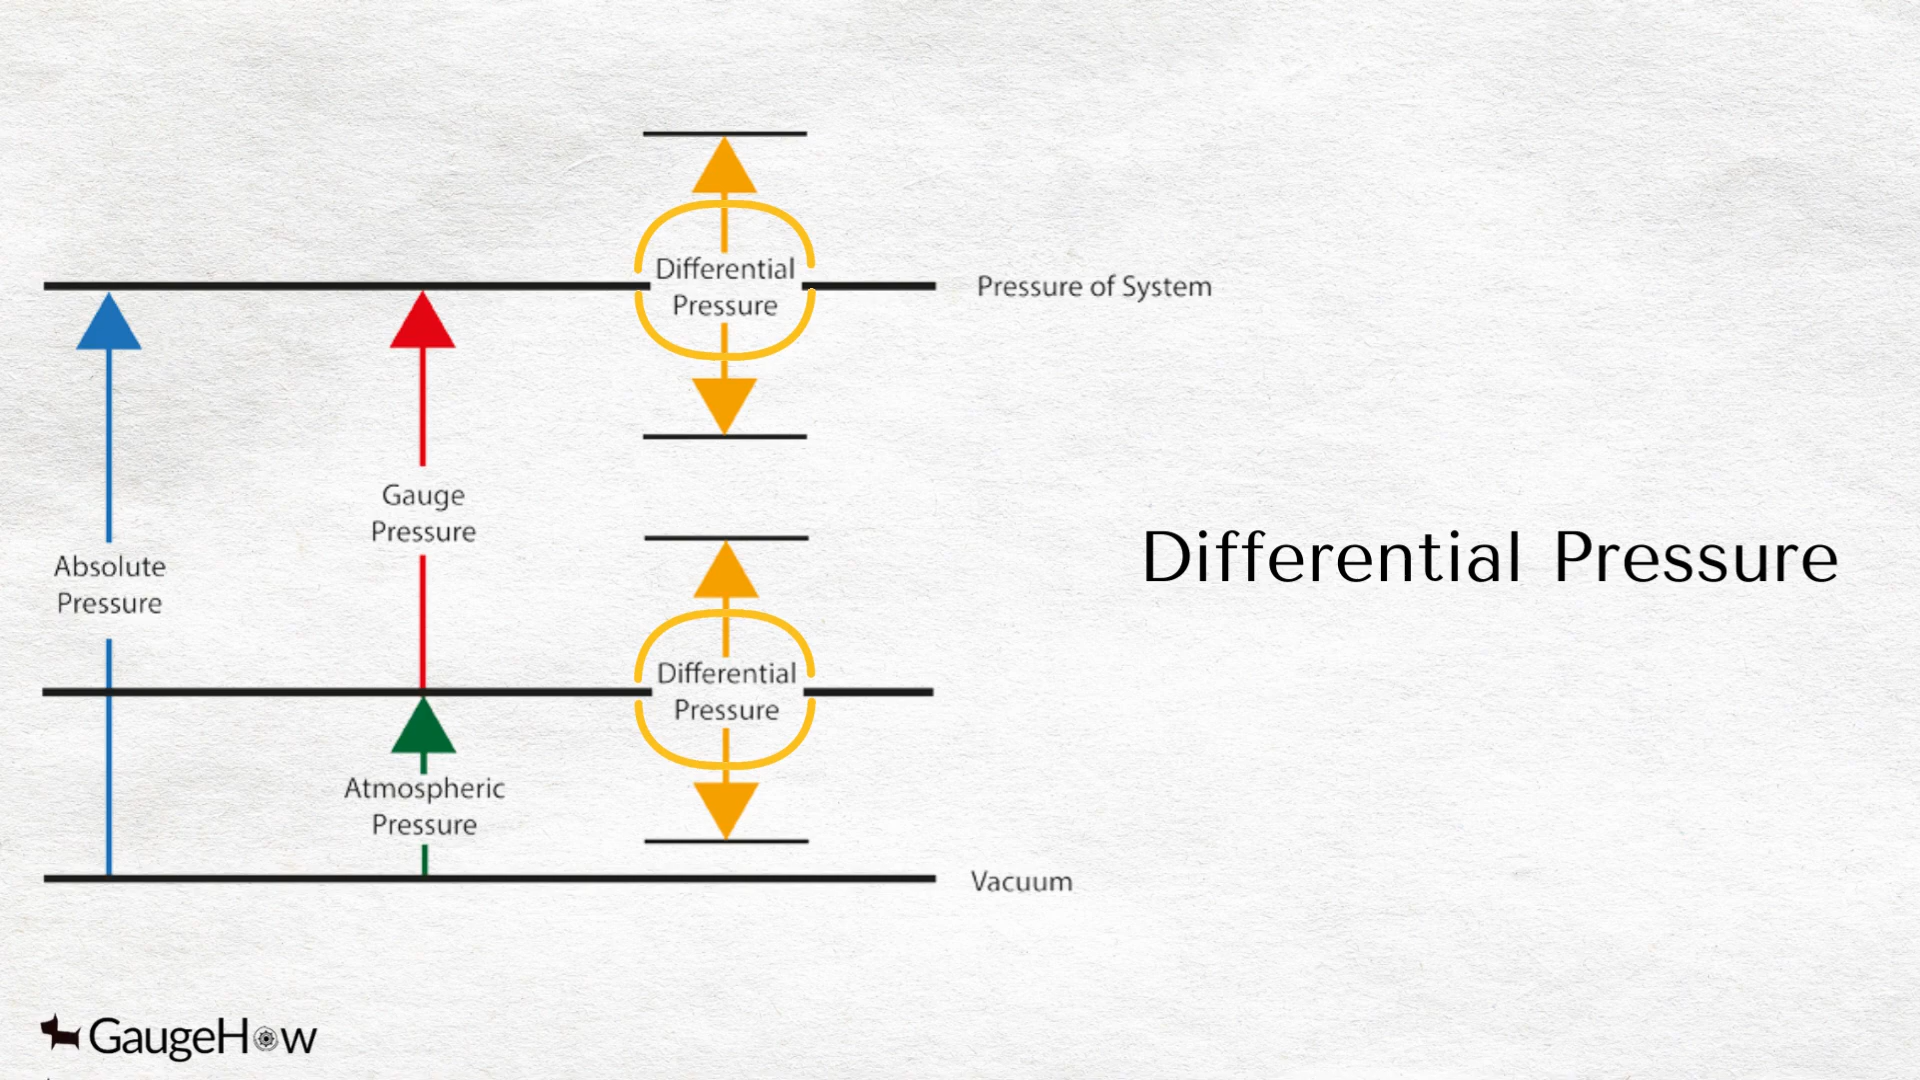 Differential
Pressure
Pressure of System
Gauge
Pressure
Absolute
Pressure
Differential Pressure
Differential
Pressure
Atmospheric
Pressure
Vacuum
GaugeHow